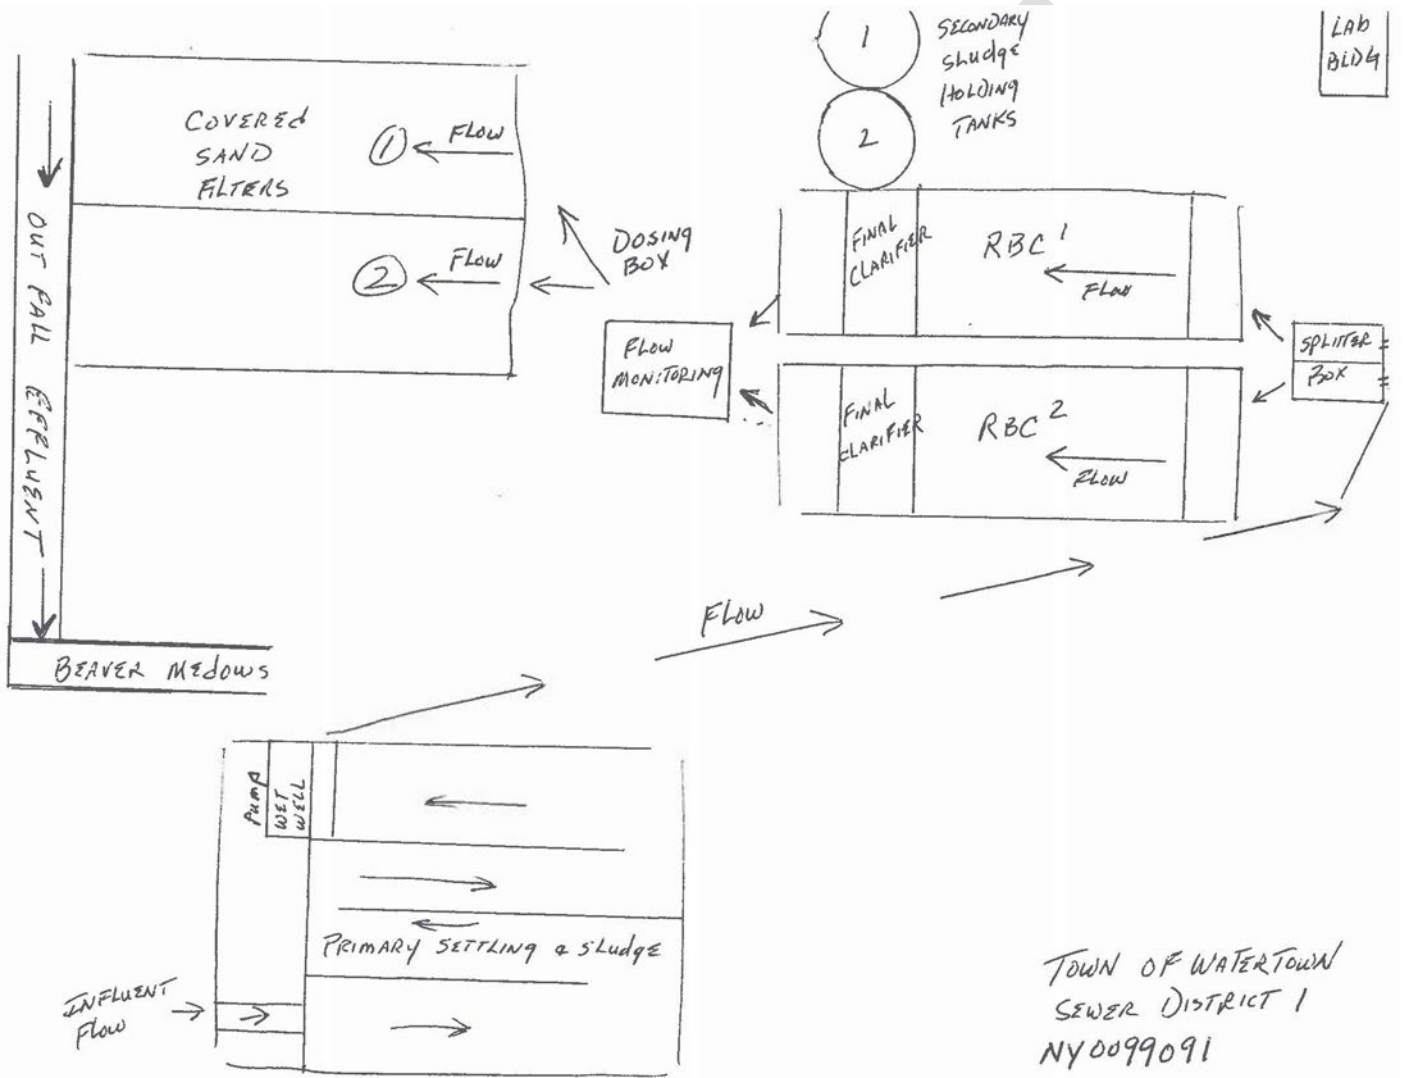 1
SECONDARY
SLUDGE
HOLDING
TANKS
2
LAB
BLDG
COVERED
SAND
FILTERS
1
FLOW
2
FLOW
DOSING
BOX
OUT FALL EFFLUENT
BEAVER MEDOWS
FINAL
CLARIFIER
RBC 1
FLOW
SPLITTER
BOX
FLOW
MONITORING
FINAL
CLARIFIER
RBC 2
FLOW
FLOW
PUMP
WET
WELL
PRIMARY SETTLING & SLUDGE
INFLUENT
FLOW
TOWN OF WATERTOWN
SEWER DISTRICT 1
NY0099091